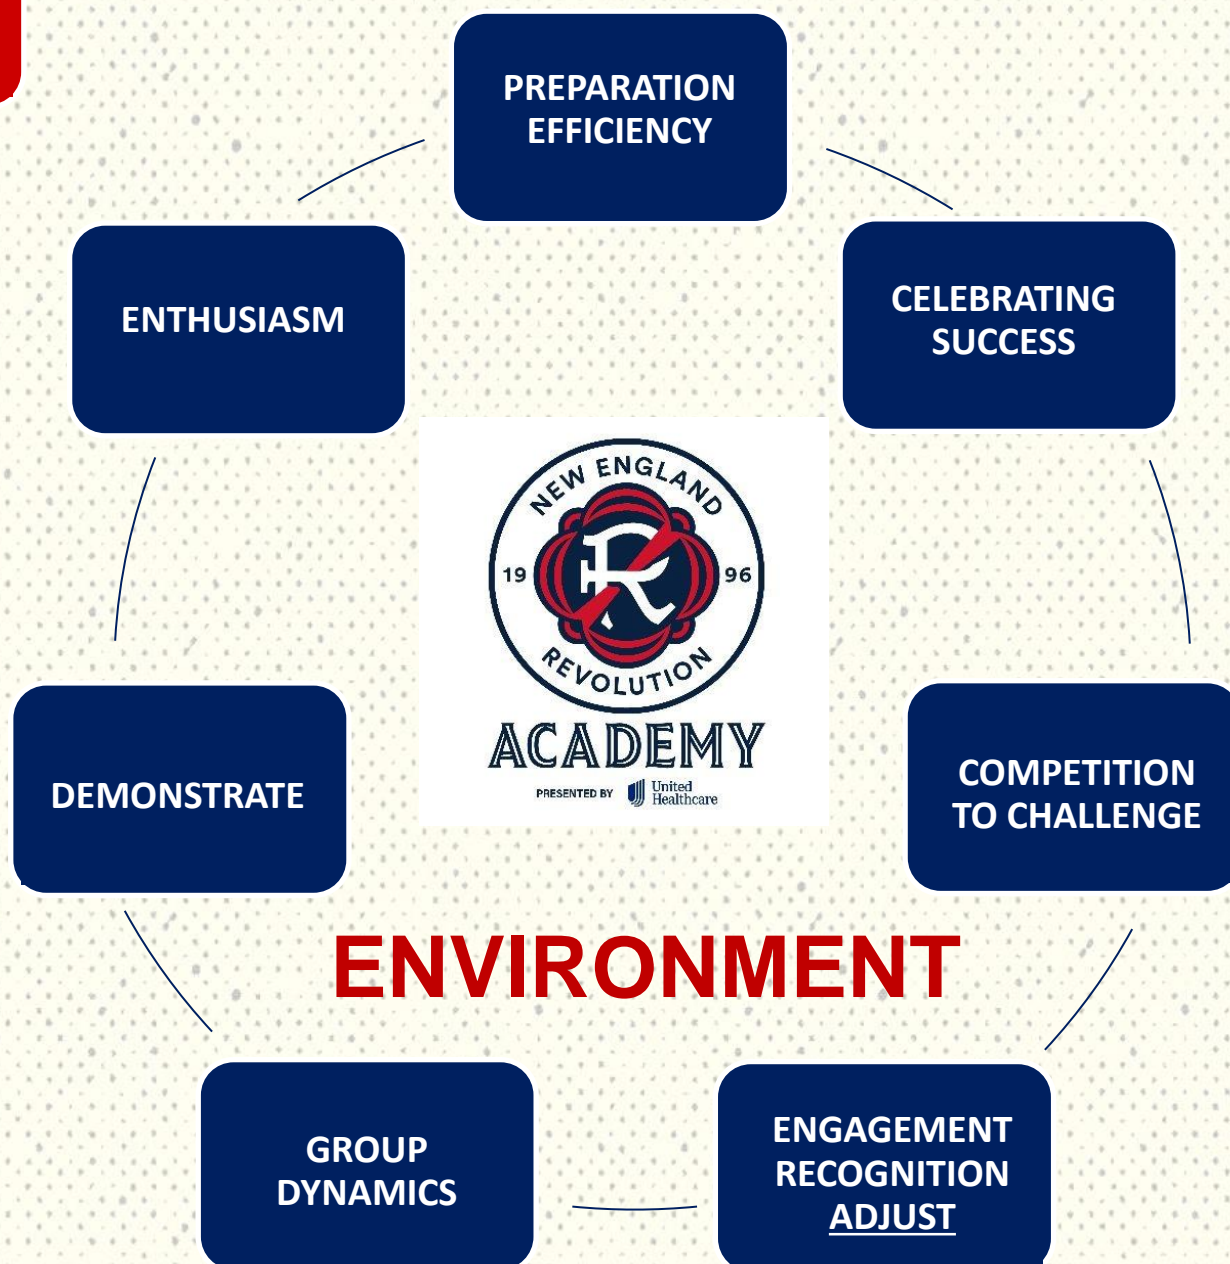 PREPARATION
EFFICIENCY
CELEBRATING
SUCCESS
ENTHUSIASM
NEW ENGLAND
19 96
REVOLUTION
ACADEMY
PRESENTED BY United
Healthcare
COMPETITION
TO CHALLENGE
DEMONSTRATE
ENVIRONMENT
ENGAGEMENT
RECOGNITION
ADJUST
GROUP
DYNAMICS